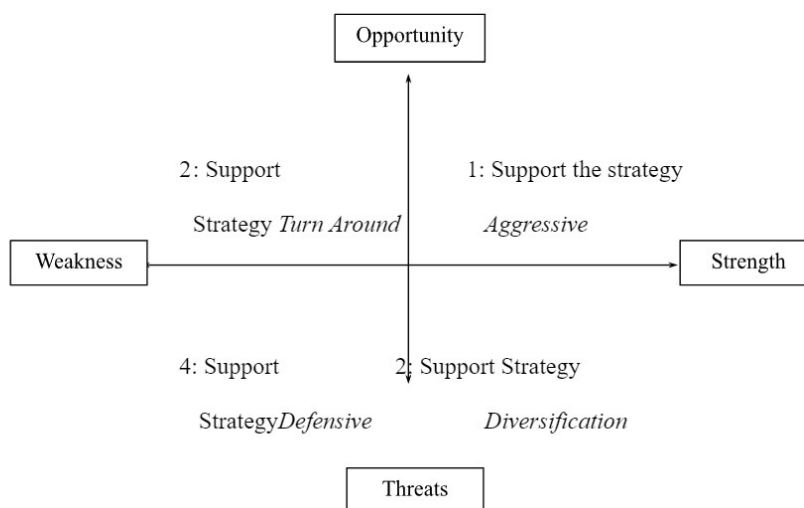 Opportunity
2: Support
1: Support the strategy
Strategy Turn Around
Aggressive
Weakness
Strength
4: Support
2: Support Strategy
StrategyDefensive
Diversification
Threats